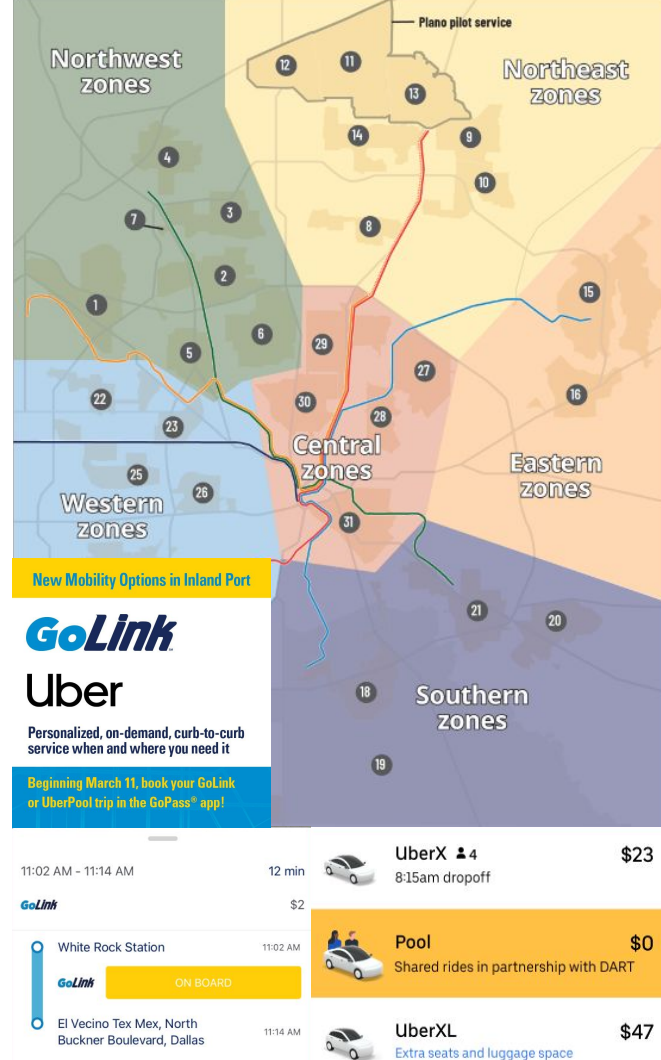 Plano pilot service
Northwest
zones
Northeast
zones
12
11
13
14
9
4
10
7
3
8
2
15
1
6
29
5
27
16
22
30
28
23
Central
zones
Eastern
zones
25
26
Western
zones
31
New Mobility Options in Inland Port
GoLink
Uber
Personalized, on-demand, curb-to-curb
service when and where you need it
Beginning March 11, book your GoLink
or UberPool trip in the GoPass® app!
21
20
18
Southern
zones
19
11:02 AM - 11:14 AM 12 min
GoLink $2
White Rock Station 11:02 AM
GoLink ON BOARD
El Vecino Tex Mex, North
Buckner Boulevard, Dallas 11:14 AM
UberX 4 $23
8:15am dropoff
Pool $0
Shared rides in partnership with DART
UberXL $47
Extra seats and luggage space